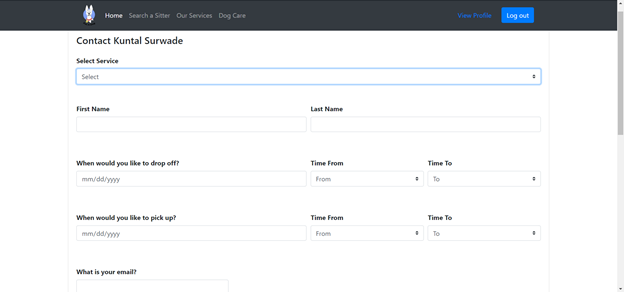 Home Search a Sitter Our Services Dog Care View Profile Log out
Contact Kuntal Surwade
Select Service
Select
First Name Last Name
When would you like to drop off? Time From Time To
mm/dd/yyyy From To
When would you like to pick up? Time From Time To
mm/dd/yyyy From To
What is your email?